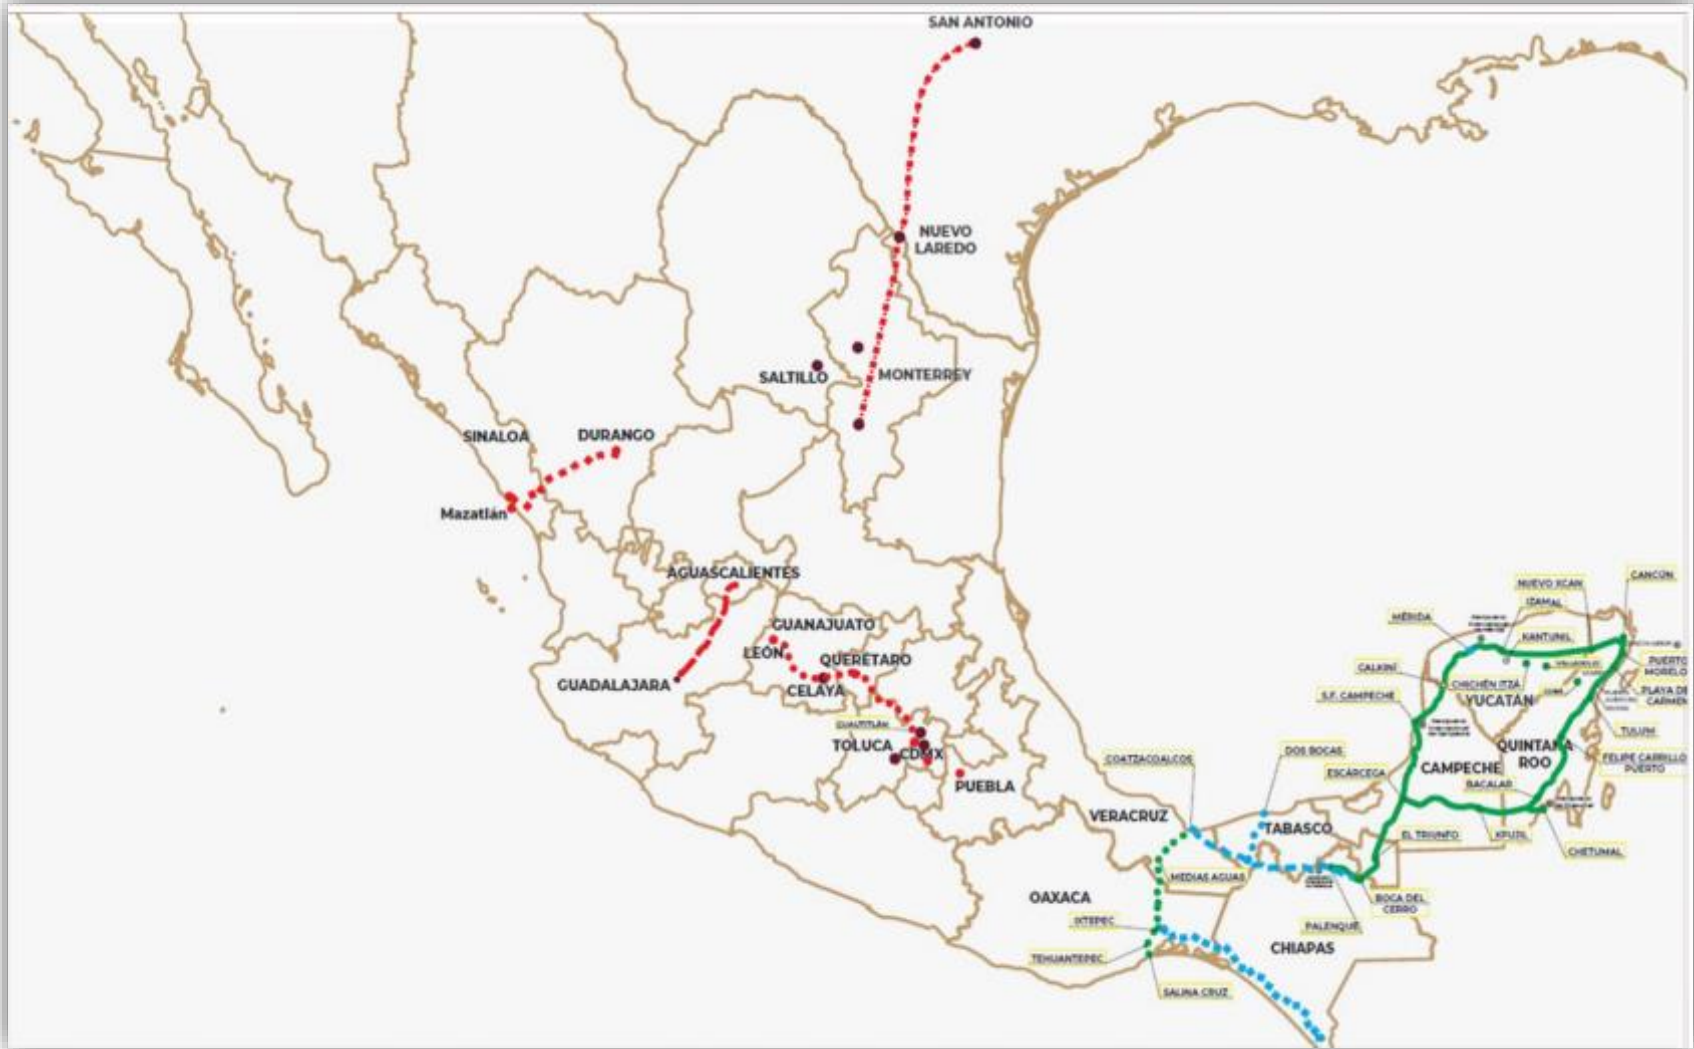 SAN ANTONIO
NUEVO
LAREDO
SALTILLO
MONTERREY
SINALOA
DURANGO
Mazatlán
AGUASCALIENTES
GUANAJUATO
LEÓN
QUERÉTARO
GUADALAJARA
CELAYA
CUAUTITLÁN
TOLUCA
CDMX
PUEBLA
NUEVO XCAN
CANCÚN
IZAMAL
MÉRIDA
KANTUNIL
CALKINÍ
CHICHÉN ITZÁ
PUERTO
MORELO
S.F. CAMPECHE
YUCATÁN
PLAYA DE
CARMEN
TULUM
COATZACOALCOS
DOS BOCAS
QUINTANA
ROO
ESCÁRCEGA
CAMPECHE
FELIPE CARRILLO
PUERTO
BACALAR
VERACRUZ
TABASCO
EL TRIUNFO
XPUJIL
CHETUMAL
MEDIAS AGUAS
OAXACA
BOCA DEL
CERRO
IXTEPEC
PALENQUE
CHIAPAS
TEHUANTEPEC
SALINA CRUZ